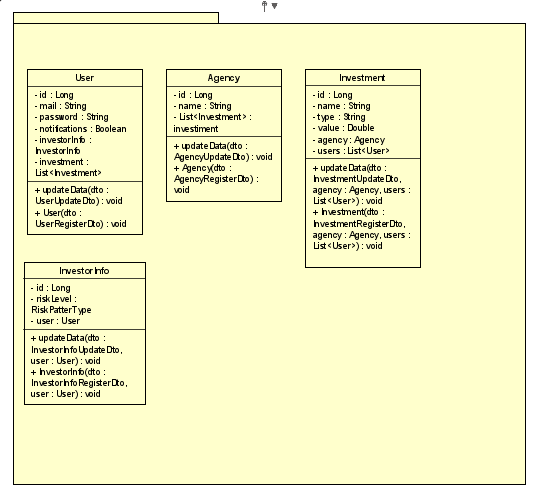 User
- id : Long
- mail : String
- password : String
- notifications : Boolean
- investorInfo :
InvestorInfo
- investment :
List<Investment>
+ updateData(dto :
UserUpdateDto) : void
+ User(dto :
UserRegisterDto) : void
Agency
- id : Long
- name : String
- List<Investment> :
investiment
+ updateData(dto :
AgencyUpdateDto) : void
+ Agency(dto :
AgencyRegisterDto) :
void
Investment
- id : Long
- name : String
- type : String
- value : Double
- agency : Agency
- users : List<User>
+ updateData(dto :
InvestmentUpdateDto,
agency : Agency, users :
List<User>) : void
+ Investment(dto :
InvestmentRegisterDto,
agency : Agency, users :
List<User>) : void
InvestorInfo
- id : Long
- riskLevel :
RiskPatterType
- user : User
+ updateData(dto :
InvestorInfoUpdateDto,
user : User) : void
+ InvestorInfo(dto :
InvestorInfoRegisterDto,
user : User) : void